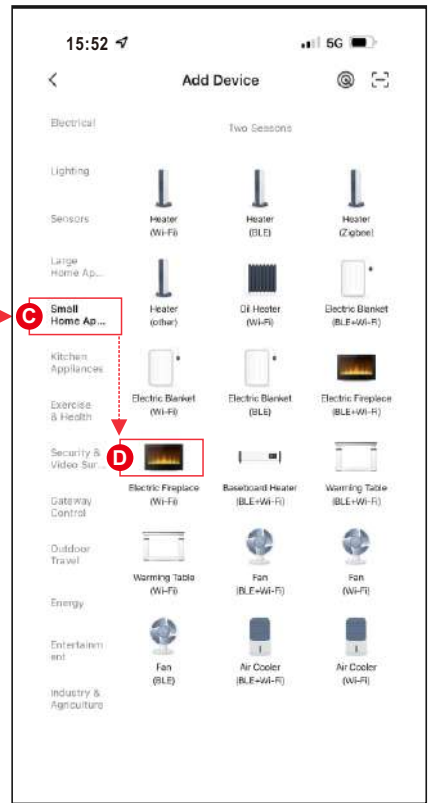 15:52
5G
Add Device
Electrical
Lighting
Sensors
Large
Home Ap...
C
Small
Home Ap...
Kitchen
Appliances
Exercise
& Health
Security &
Video Sur...
Gateway
Control
Outdoor
Travel
Energy
Entertainm
ent
Industry &
Agriculture
Two Seasons
Heater
(Wi-Fi)
Heater
(BLE)
Heater
(Zigbee)
Heater
(other)
Oil Heater
(Wi-Fi)
Electric Blanket
(BLE+Wi-Fi)
Electric Blanket
(Wi-Fi)
Electric Blanket
(BLE)
Electric Fireplace
(BLE+Wi-Fi)
D
Electric Fireplace
(Wi-Fi)
Baseboard Heater
(BLE+Wi-Fi)
Warming Table
(BLE+Wi-Fi)
Warming Table
(Wi-Fi)
Fan
(BLE+Wi-Fi)
Fan
(Wi-Fi)
Fan
(BLE)
Air Cooler
(BLE+Wi-Fi)
Air Cooler
(Wi-Fi)